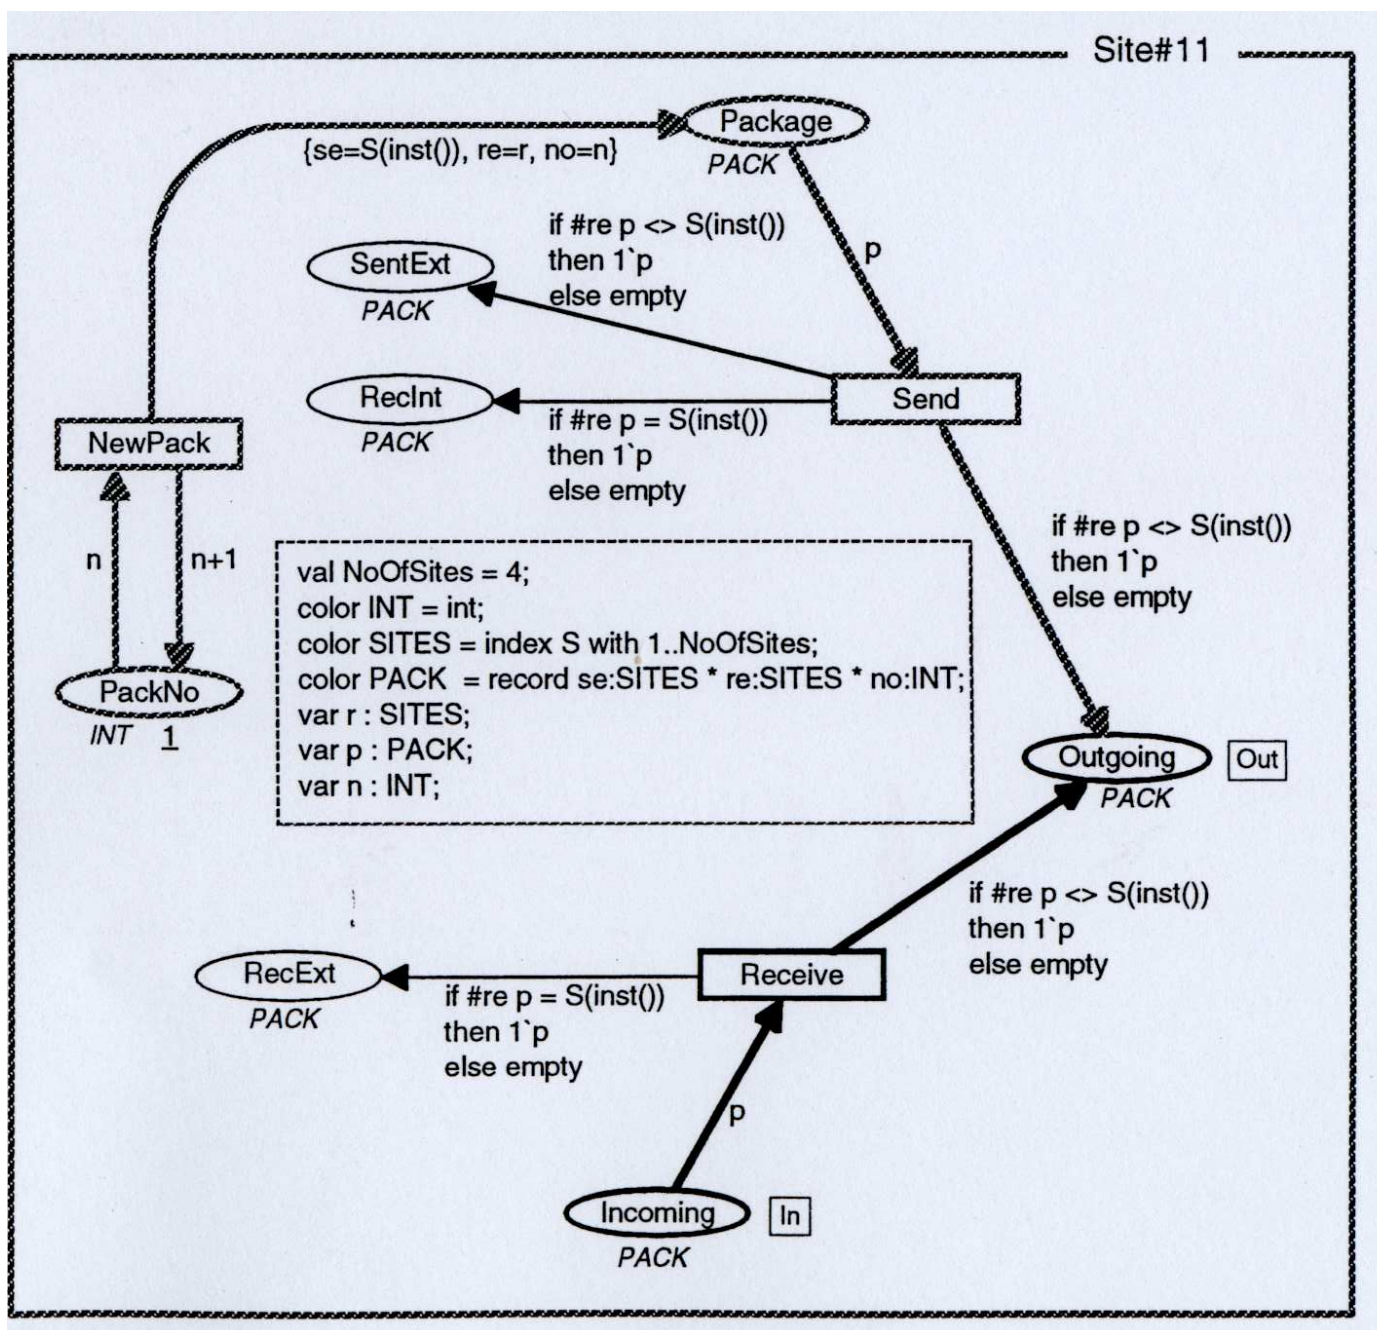 Site#11
Package
{se=S(inst()), re=r, no=n}
PACK
if #re p <> S(inst())
then 1`p
else empty
p
SentExt
PACK
RecInt
PACK
Send
if #re p = S(inst())
then 1`p
else empty
NewPack
n
n+1
if #re p <> S(inst())
then 1`p
else empty
val NoOfSites = 4;
color INT = int;
color SITES = index S with 1..NoOfSites;
color PACK = record se:SITES * re:SITES * no:INT;
var r : SITES;
var p : PACK;
var n : INT;
PackNo
INT 1
Outgoing
Out
PACK
if #re p <> S(inst())
then 1`p
else empty
RecExt
PACK
Receive
if #re p = S(inst())
then 1`p
else empty
p
Incoming
In
PACK